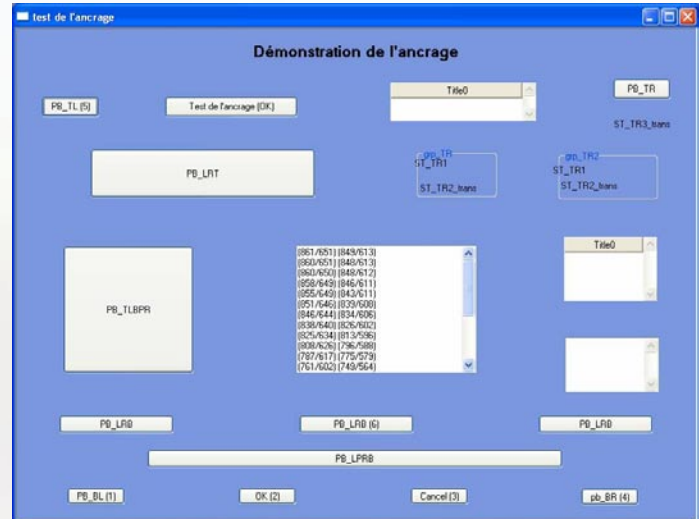 test de l'ancrage
Démonstration de l'ancrage
PB_TL (5)
Test de l'ancrage (OK)
Title0
PB_TR
ST_TR3_trans
PB_LRT
grp_TR
ST_TR1
ST_TR2_trans
grp_TR2
ST_TR1
ST_TR2_trans
PB_TLBPR
(861/651) (849/613)
(860/651) (848/613)
(860/650) (848/612)
(858/649) (846/611)
(855/649) (843/611)
(851/646) (839/608)
(846/644) (834/606)
(838/640) (826/602)
(825/634) (813/596)
(808/626) (796/588)
(787/617) (775/579)
(761/602) (749/564)
Title0
PB_LRB
PB_LRB (6)
PB_LRB
PB_LPRB
PB_BL (1)
OK (2)
Cancel (3)
pb_BR (4)